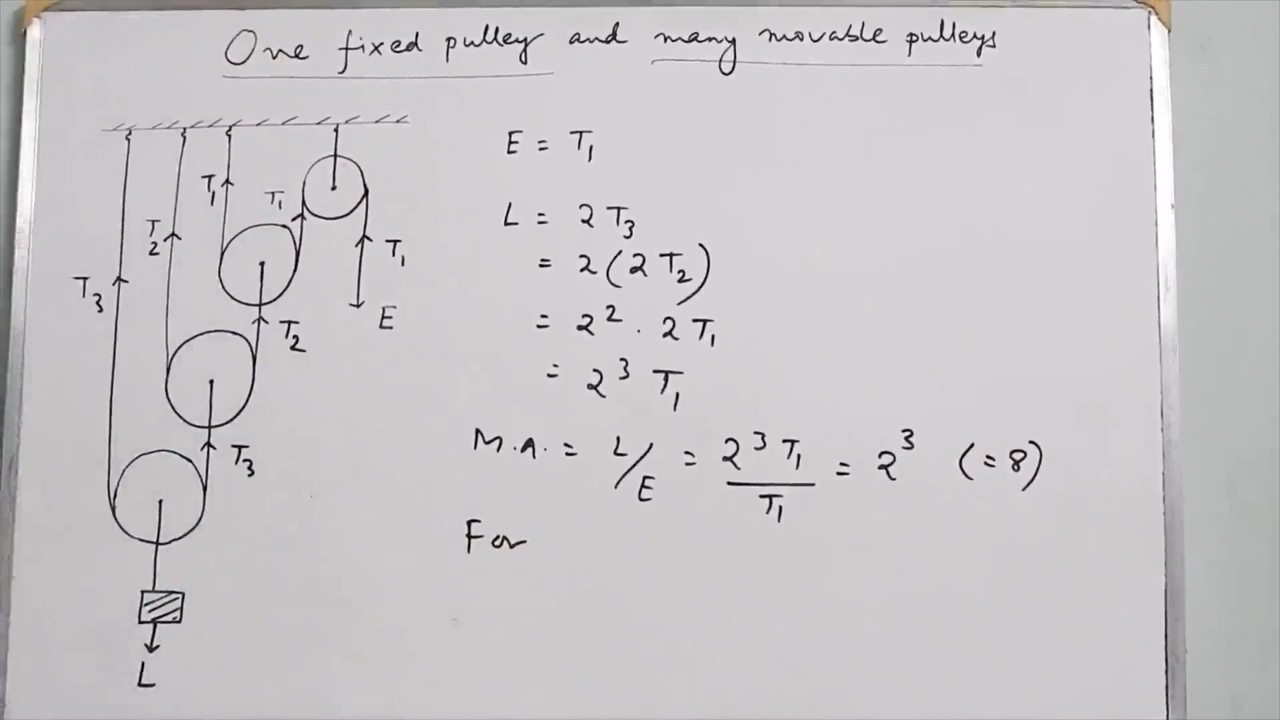 One fixed pulley and many movable pulleys
T₁ T₁ T₁
T₂
T₃
E
T₂
T₃
L
E = T₁
L = 2 T₃
= 2(2 T₂)
= 2² . 2 T₁
= 2³ T₁
M.A. = L/E = 2³ T₁ / T₁ = 2³ (= 8)
For